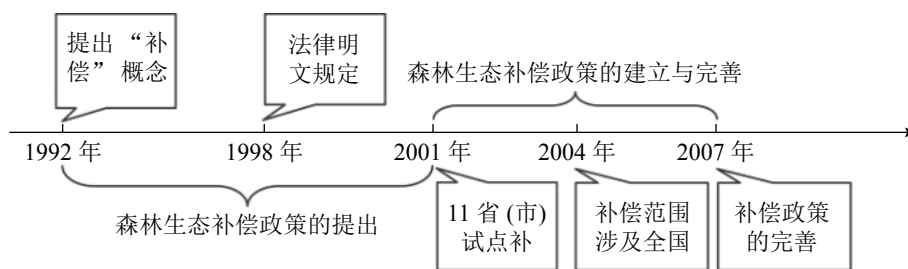 提出“补
偿”概念
法律明
文规定
森林生态补偿政策的建立与完善
1992 年
1998 年
2001 年
2004 年
2007 年
森林生态补偿政策的提出
11 省 (市)
试点补
补偿范围
涉及全国
补偿政策
的完善